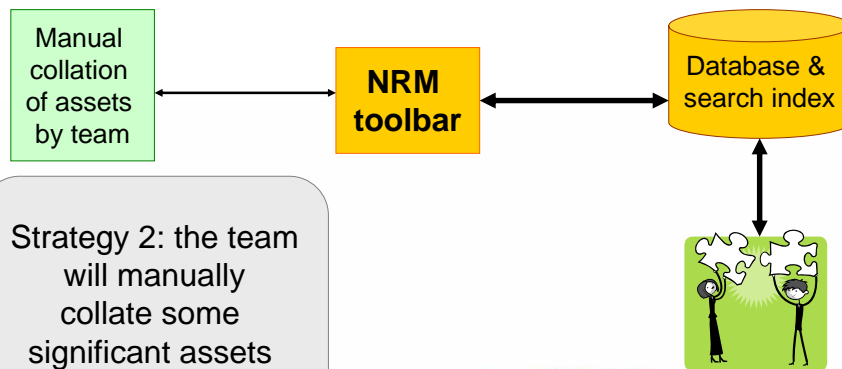 Manual
collation
of assets
by team
NRM
toolbar
Database &
search index
Strategy 2: the team
will manually
collate some
significant assets